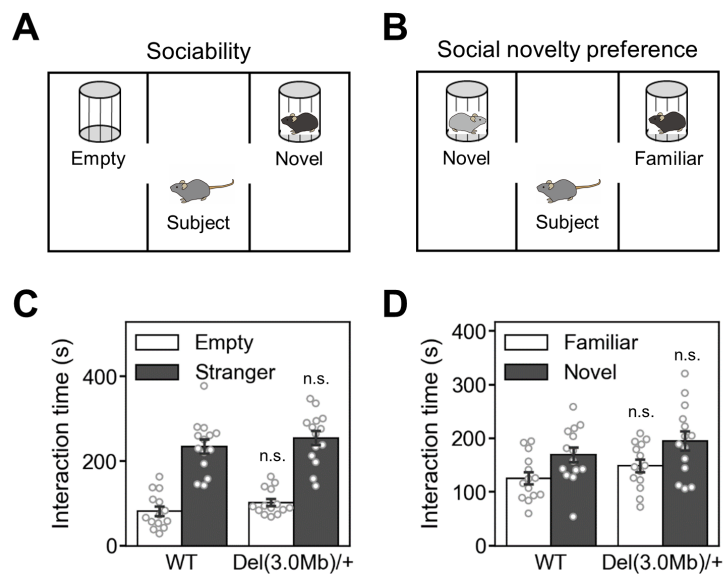 A
Sociability
Empty
Novel
Subject
B
Social novelty preference
Novel
Familiar
Subject
C
Interaction time (s)
400
200
0
Empty
Stranger
n.s.
n.s.
WT
Del(3.0Mb)/+
D
Interaction time (s)
400
300
200
100
0
Familiar
Novel
n.s.
n.s.
WT
Del(3.0Mb)/+